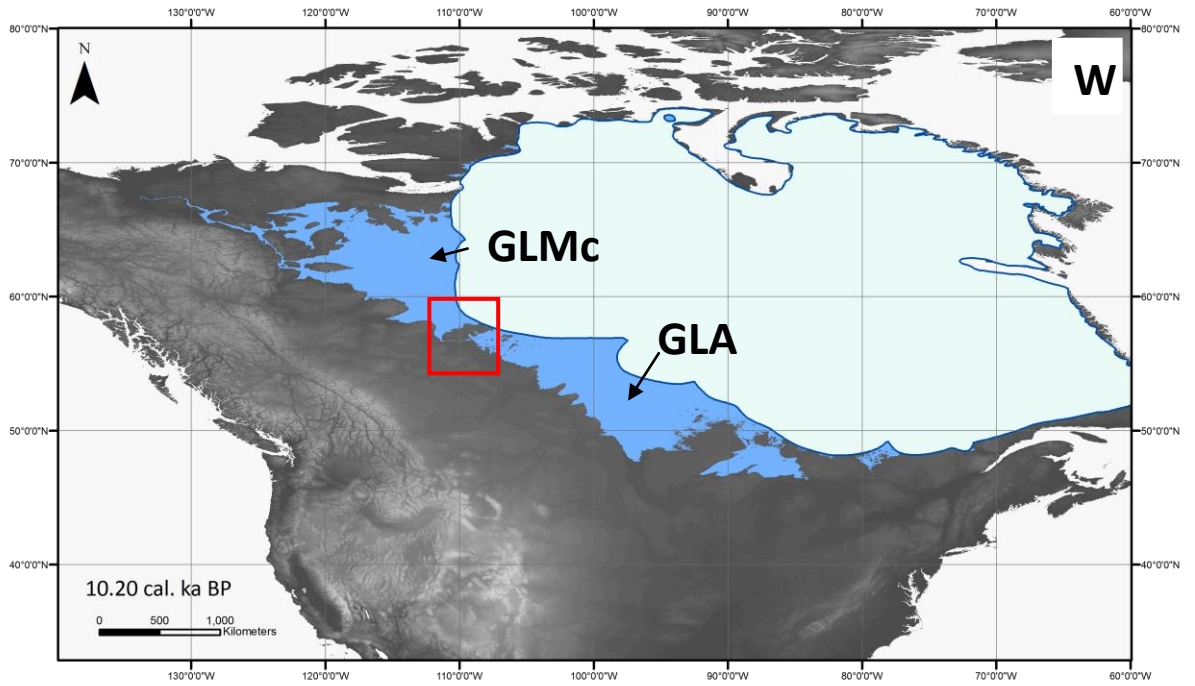 130°0'0"W 120°0'0"W 110°0'0"W 100°0'0"W 90°0'0"W 80°0'0"W 70°0'0"W 60°0'0"W
80°0'0"N 80°0'0"N
N
W
70°0'0"N 70°0'0"N
GLMc
60°0'0"N 60°0'0"N
GLA
50°0'0"N 50°0'0"N
40°0'0"N 40°0'0"N
10.20 cal. ka BP
0 500 1,000
Kilometers
130°0'0"W 120°0'0"W 110°0'0"W 100°0'0"W 90°0'0"W 80°0'0"W 70°0'0"W 60°0'0"W